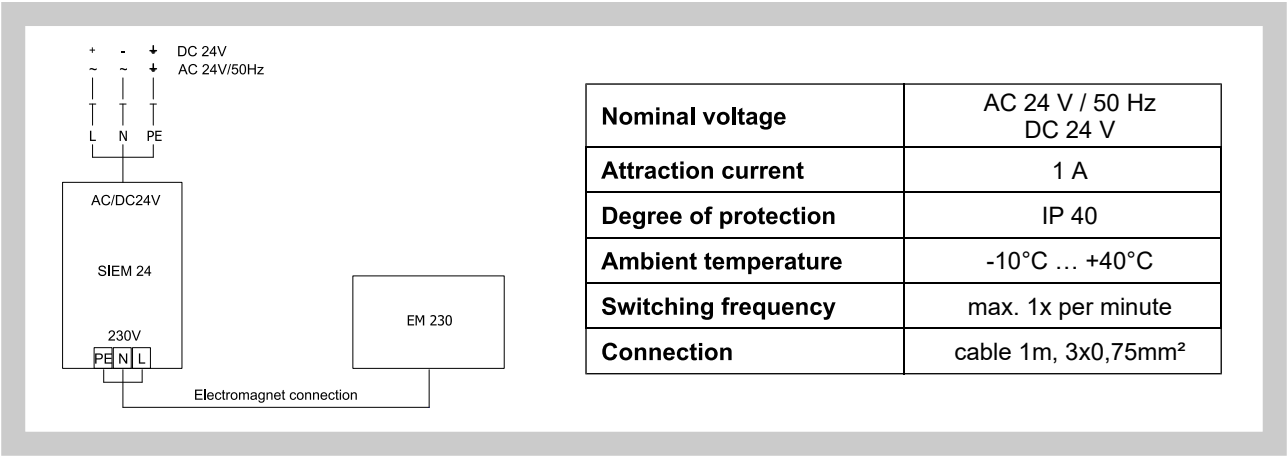 + - ⏚ DC 24V
~ ~ ⏚ AC 24V/50Hz
L N PE
AC/DC24V
SIEM 24
230V
PE N L
EM 230
Electromagnet connection
Nominal voltage AC 24 V / 50 Hz
DC 24 V
Attraction current 1 A
Degree of protection IP 40
Ambient temperature -10°C … +40°C
Switching frequency max. 1x per minute
Connection cable 1m, 3x0,75mm²